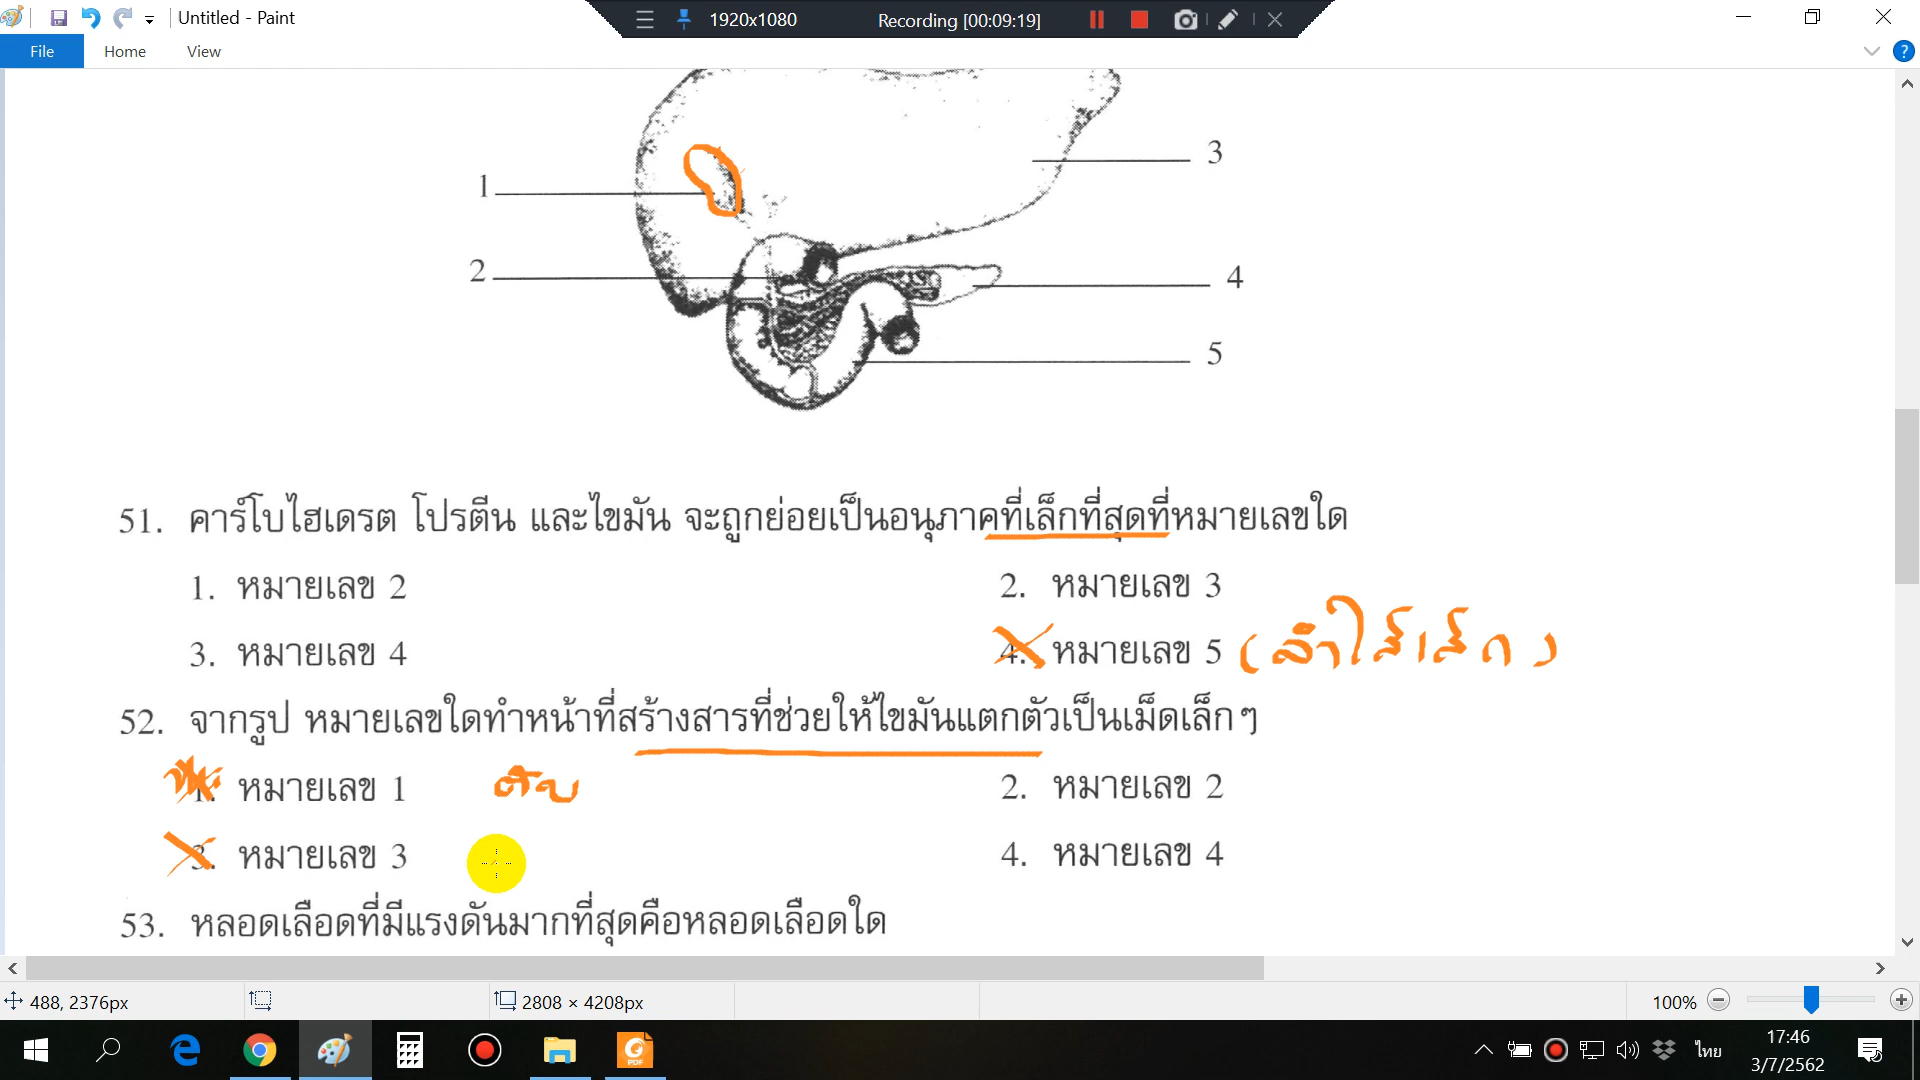 Untitled - Paint
1920x1080
Recording [00:09:19]
File Home View
3
1
2
4
5
51. คาร์โบไฮเดรต โปรตีน และไขมัน จะถูกย่อยเป็นอนุภาคที่เล็กที่สุดที่หมายเลขใด
1. หมายเลข 2
2. หมายเลข 3
3. หมายเลข 4
4. หมายเลข 5 (ลำไส้เล็ก)
52. จากรูป หมายเลขใดทำหน้าที่สร้างสารที่ช่วยให้ไขมันแตกตัวเป็นเม็ดเล็กๆ
1. หมายเลข 1 ตับ
2. หมายเลข 2
3. หมายเลข 3
4. หมายเลข 4
53. หลอดเลือดที่มีแรงดันมากที่สุดคือหลอดเลือดใด
488, 2376px
2808 × 4208px
100%
PDF
ไทย
17:46
3/7/2562